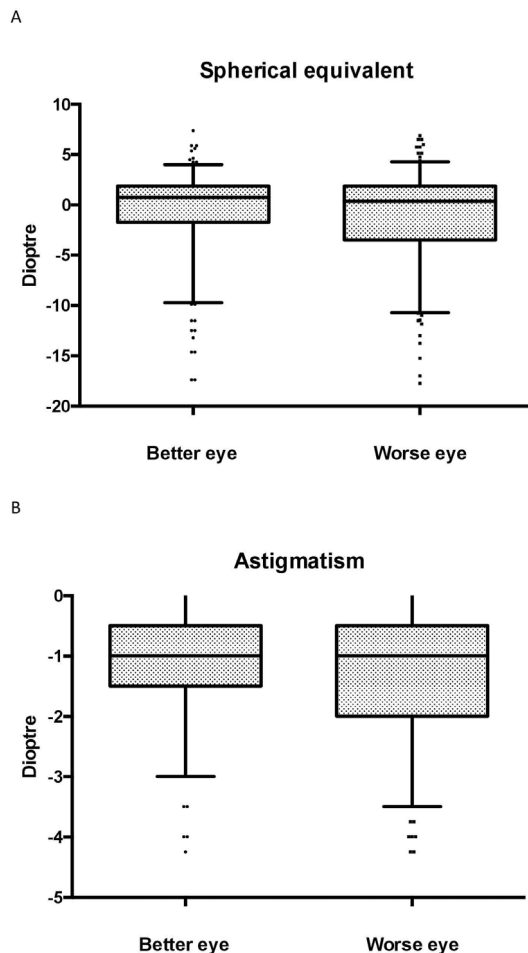 A
Spherical equivalent
10
5
0
-5
-10
-15
-20
Dioptre
Better eye Worse eye
B
Astigmatism
0
-1
-2
-3
-4
-5
Dioptre
Better eye Worse eye